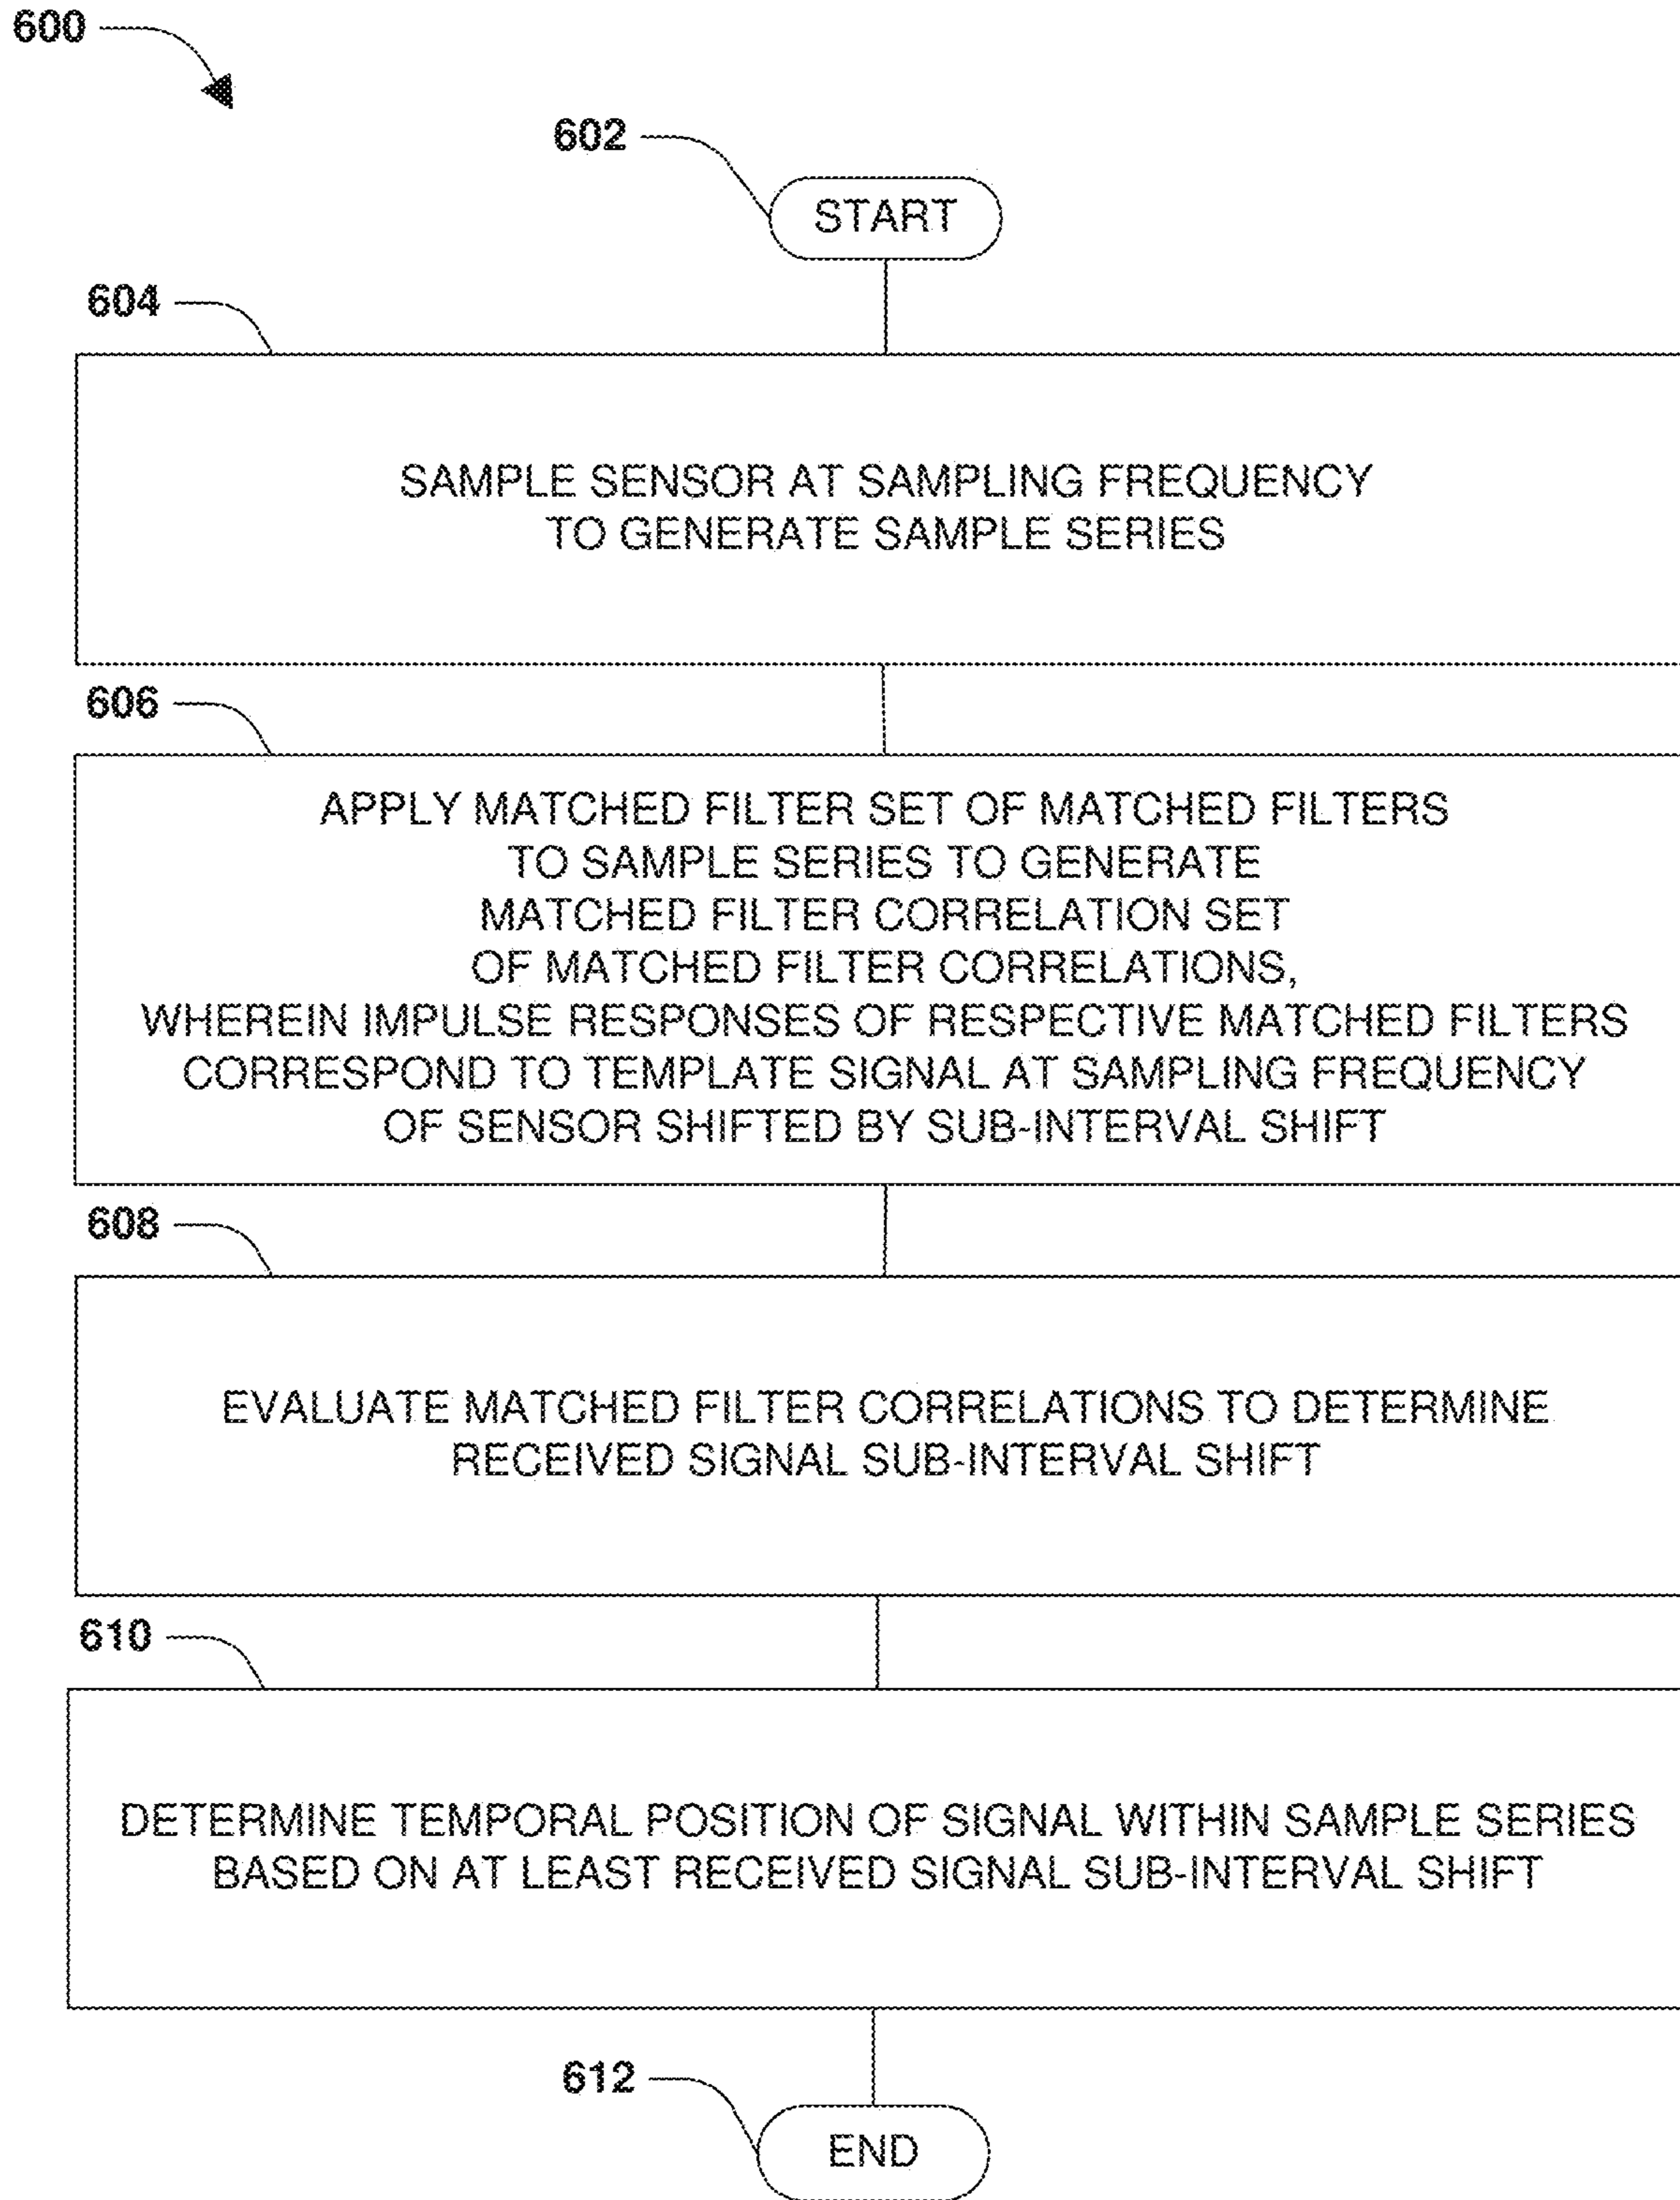 600
602
START
604
SAMPLE SENSOR AT SAMPLING FREQUENCY
TO GENERATE SAMPLE SERIES
606
APPLY MATCHED FILTER SET OF MATCHED FILTERS
TO SAMPLE SERIES TO GENERATE
MATCHED FILTER CORRELATION SET
OF MATCHED FILTER CORRELATIONS,
WHEREIN IMPULSE RESPONSES OF RESPECTIVE MATCHED FILTERS
CORRESPOND TO TEMPLATE SIGNAL AT SAMPLING FREQUENCY
OF SENSOR SHIFTED BY SUB-INTERVAL SHIFT
608
EVALUATE MATCHED FILTER CORRELATIONS TO DETERMINE
RECEIVED SIGNAL SUB-INTERVAL SHIFT
610
DETERMINE TEMPORAL POSITION OF SIGNAL WITHIN SAMPLE SERIES
BASED ON AT LEAST RECEIVED SIGNAL SUB-INTERVAL SHIFT
612
END